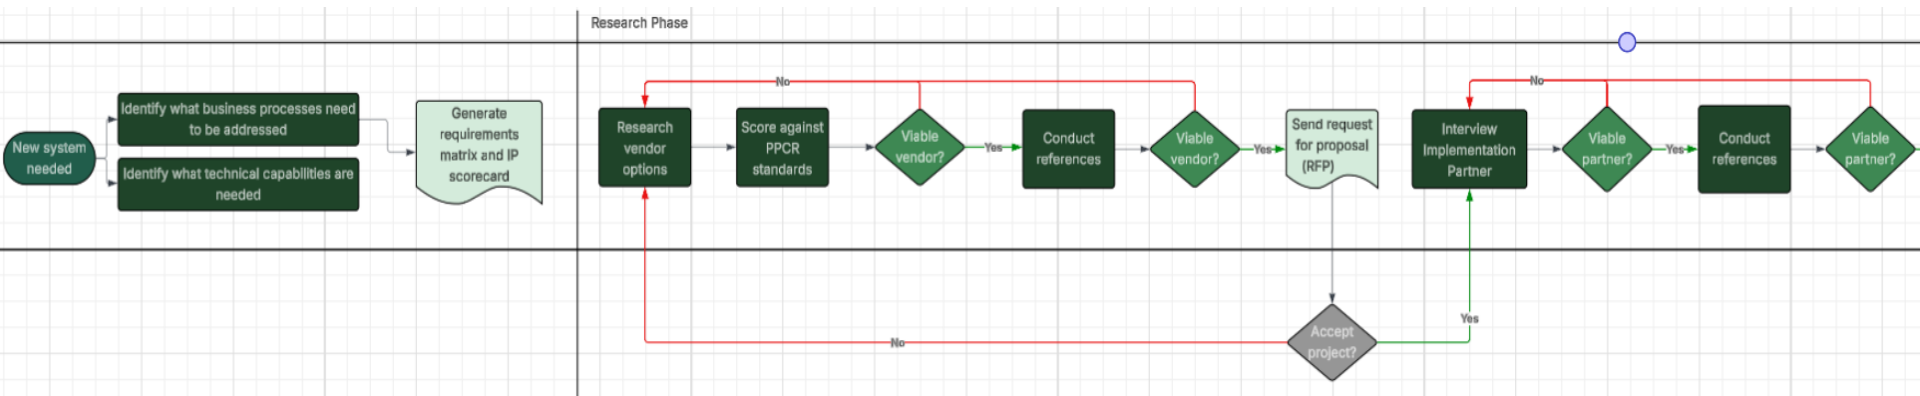 Research Phase
New system
needed
Identify what business processes need
to be addressed
Identify what technical capabilities are
needed
Generate
requirements
matrix and IP
scorecard
No
Research
vendor
options
Score against
PPCR
standards
Viable
vendor?
Yes
Conduct
references
Viable
vendor?
Yes
Send request
for proposal
(RFP)
No
Interview
Implementation
Partner
Viable
partner?
Yes
Conduct
references
Viable
partner?
Accept
project?
No
Yes